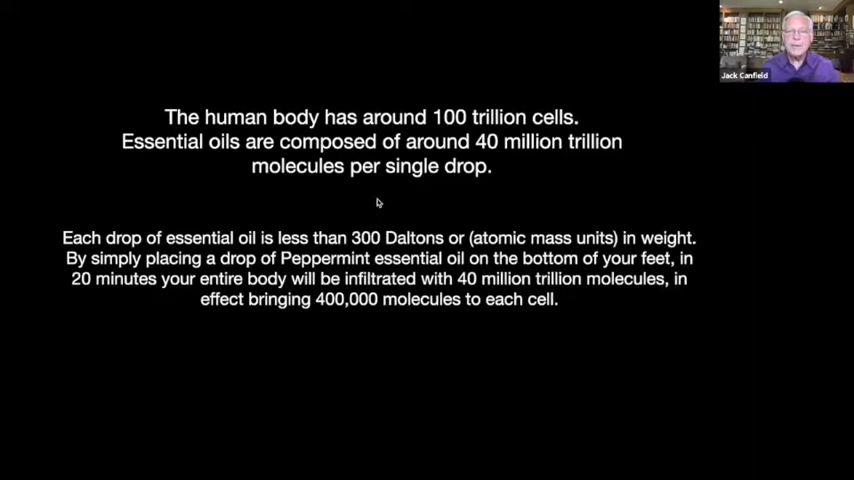 Jack Canfield
The human body has around 100 trillion cells.
Essential oils are composed of around 40 million trillion
molecules per single drop.
Each drop of essential oil is less than 300 Daltons or (atomic mass units) in weight.
By simply placing a drop of Peppermint essential oil on the bottom of your feet, in
20 minutes your entire body will be infiltrated with 40 million trillion molecules, in
effect bringing 400,000 molecules to each cell.